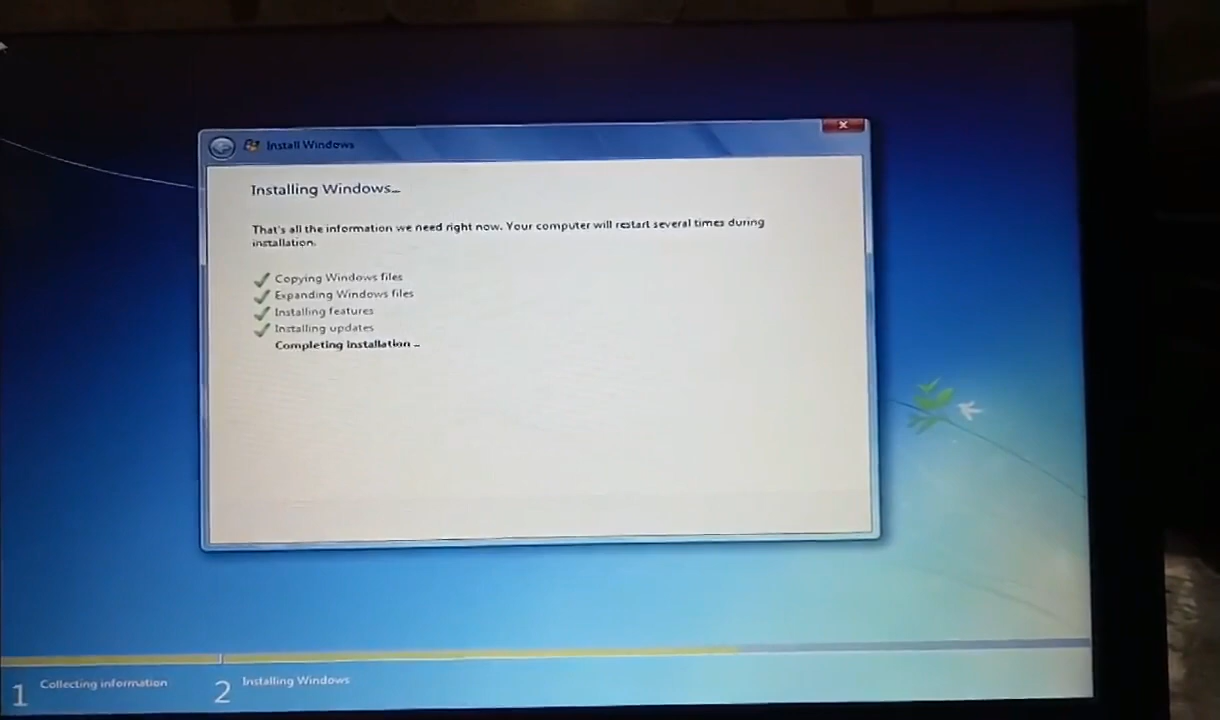 Install Windows
Installing Windows...
That's all the information we need right now. Your computer will restart several times during
installation.
Copying Windows files
Expanding Windows files
Installing features
Installing updates
Completing installation ...
1 Collecting information
2 Installing Windows